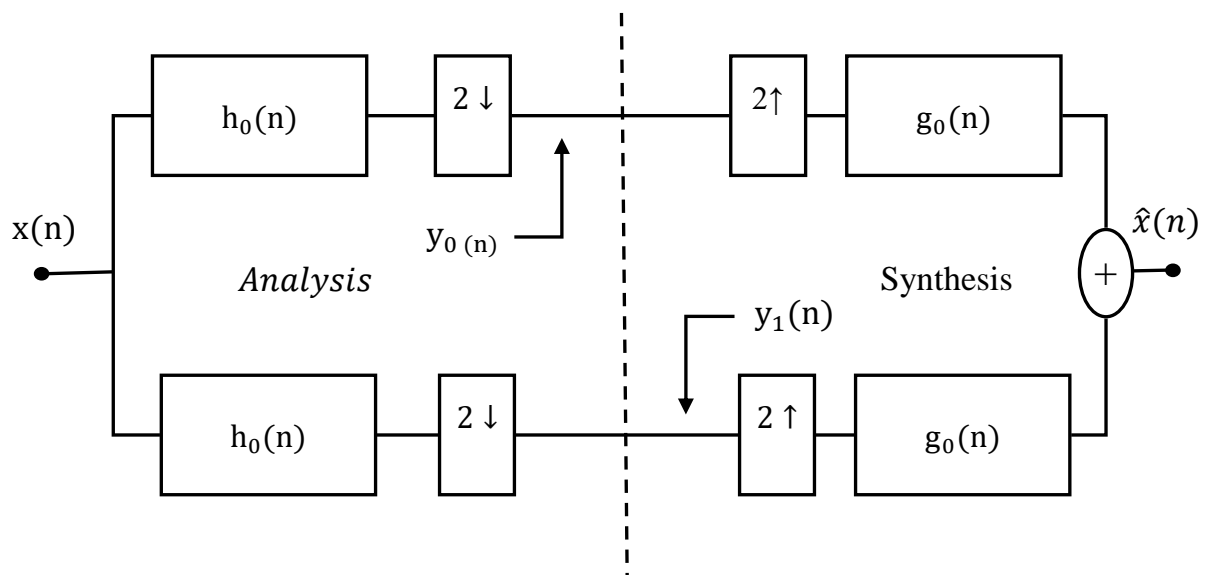 h₀(n)
2 ↓
2↑
g₀(n)
x(n)
y₀ ₍ₙ₎
x̂(n)
Analysis
Synthesis
+
y₁(n)
h₀(n)
2 ↓
2 ↑
g₀(n)